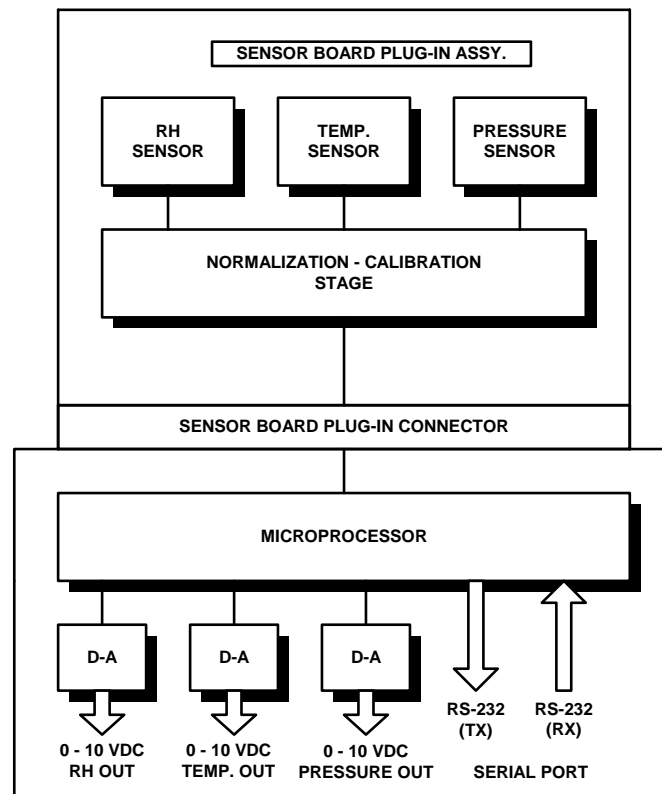 SENSOR BOARD PLUG-IN ASSY.
RH
SENSOR
TEMP.
SENSOR
PRESSURE
SENSOR
NORMALIZATION - CALIBRATION
STAGE
SENSOR BOARD PLUG-IN CONNECTOR
MICROPROCESSOR
D-A
D-A
D-A
0 - 10 VDC
RH OUT
0 - 10 VDC
TEMP. OUT
0 - 10 VDC
PRESSURE OUT
RS-232
(TX)
RS-232
(RX)
SERIAL PORT